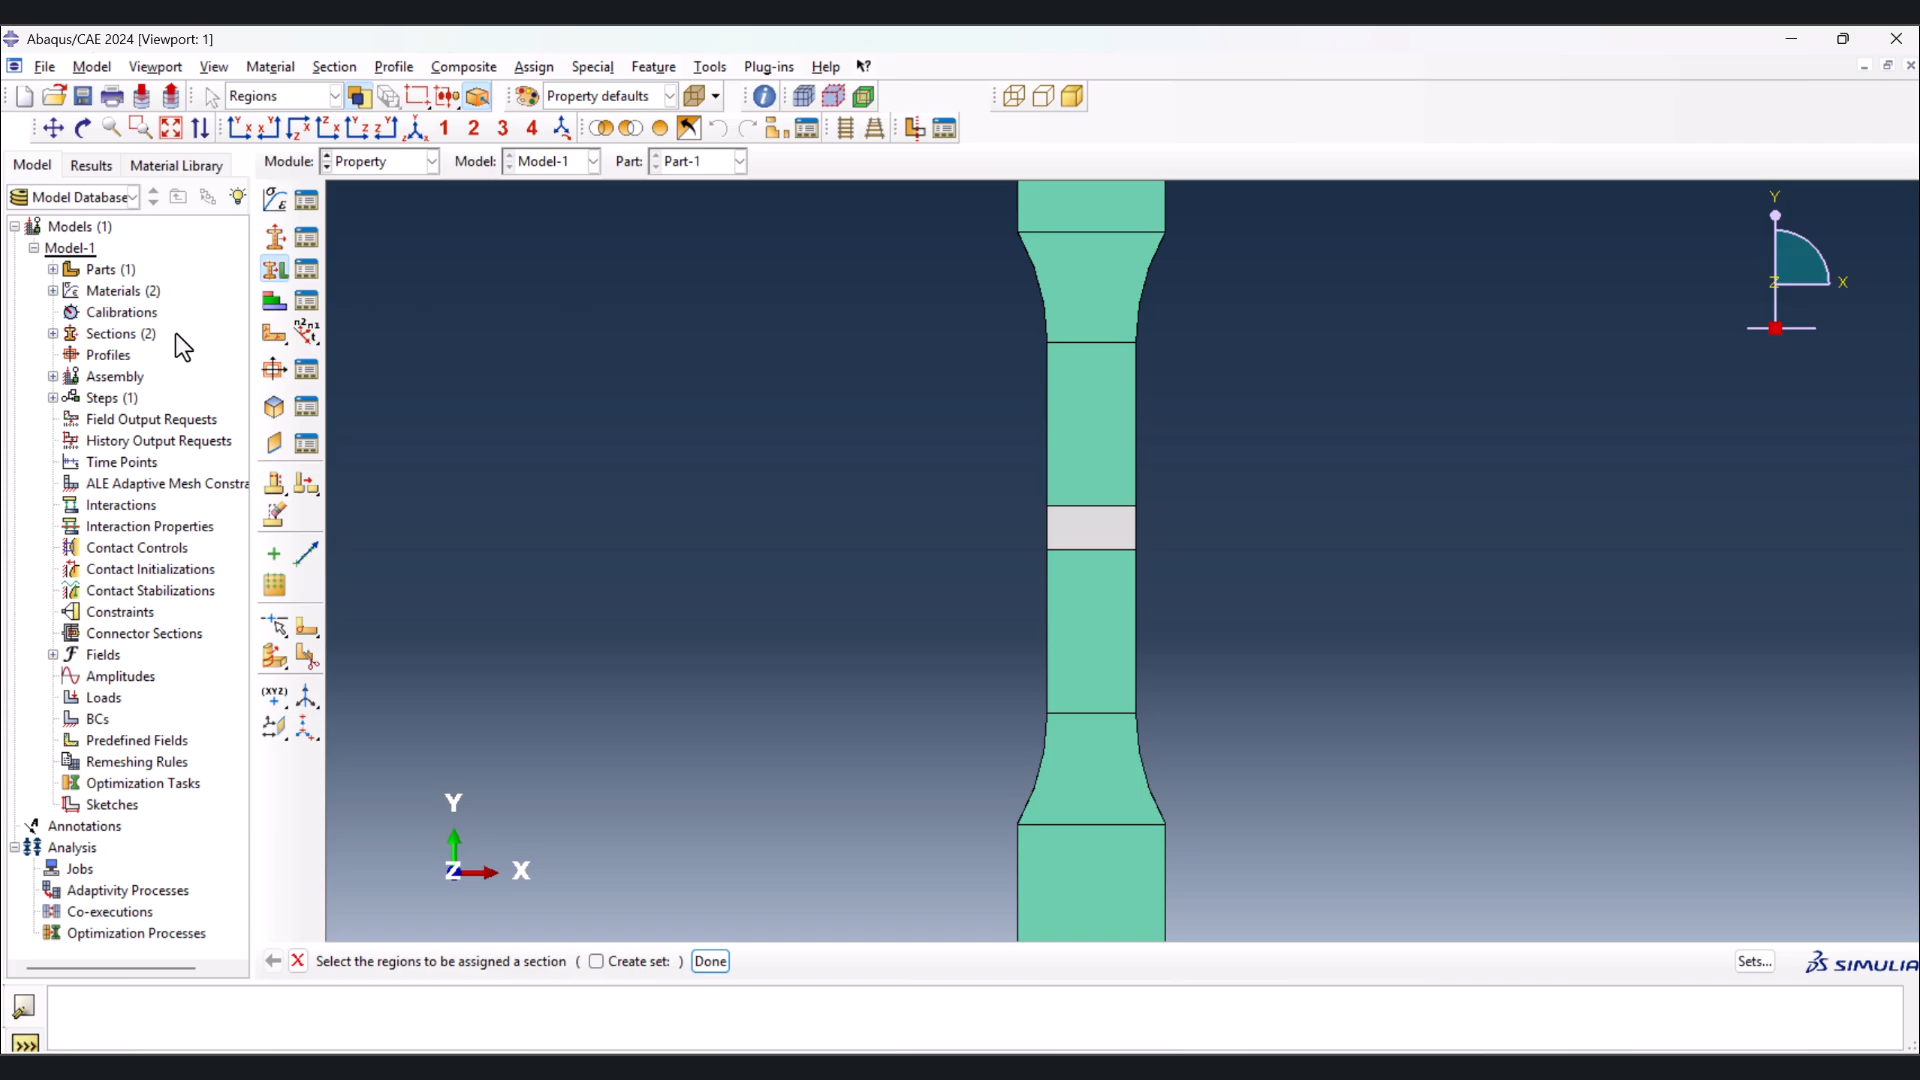 Abaqus/CAE 2024 [Viewport: 1]
File Model Viewport View Material Section Profile Composite Assign Special Feature Tools Plug-ins Help
Regions Property defaults
1 2 3 4
Model Results Material Library Module: Property Model: Model-1 Part: Part-1
Model Database
Models (1)
Model-1
Parts (1)
Materials (2)
Calibrations
Sections (2)
Profiles
Assembly
Steps (1)
Field Output Requests
History Output Requests
Time Points
ALE Adaptive Mesh Constra
Interactions
Interaction Properties
Contact Controls
Contact Initializations
Contact Stabilizations
Constraints
Connector Sections
Fields
Amplitudes
Loads
BCs
Predefined Fields
Remeshing Rules
Optimization Tasks
Sketches
Annotations
Analysis
Jobs
Adaptivity Processes
Co-executions
Optimization Processes
(XYZ)
Y
X
Z
Y
Z X
Select the regions to be assigned a section ( Create set: ) Done Sets... SIMULIA
>>>